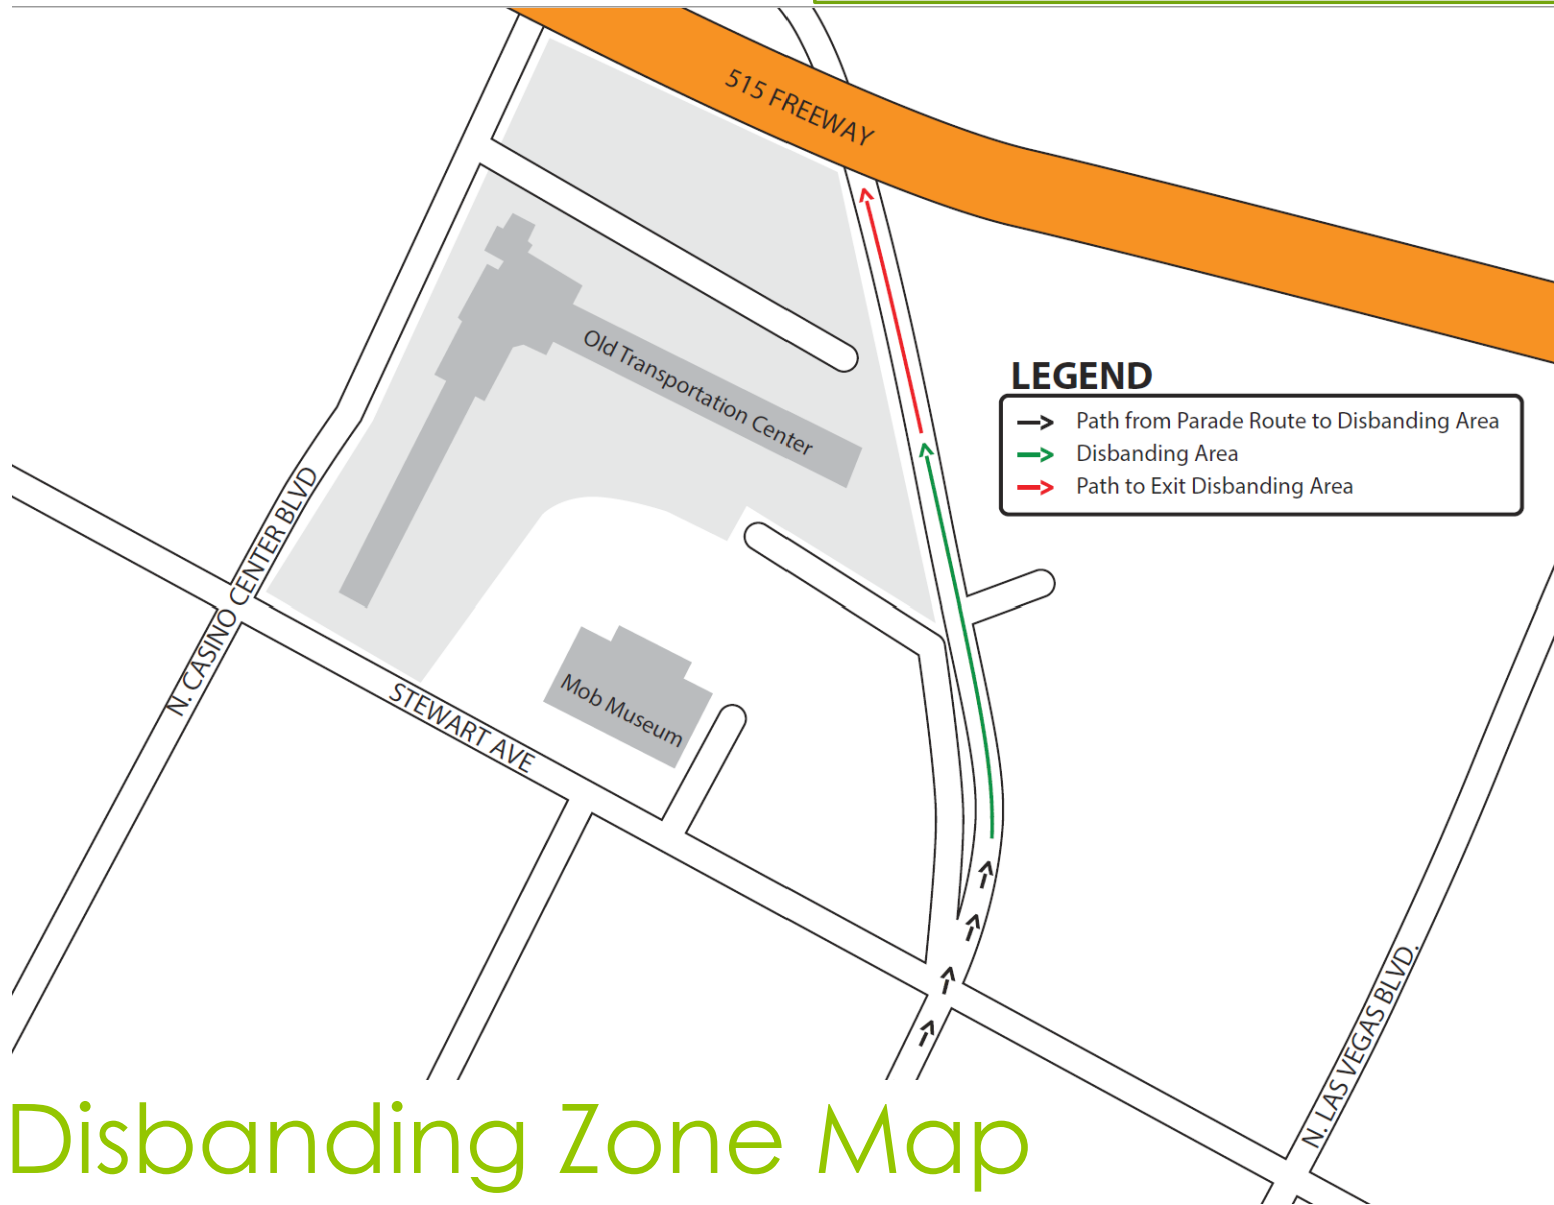 515 FREEWAY
Old Transportation Center
LEGEND
Path from Parade Route to Disbanding Area
Disbanding Area
Path to Exit Disbanding Area
N. CASINO CENTER BLVD
Mob Museum
STEWART AVE
N. LAS VEGAS BLVD.
Disbanding Zone Map